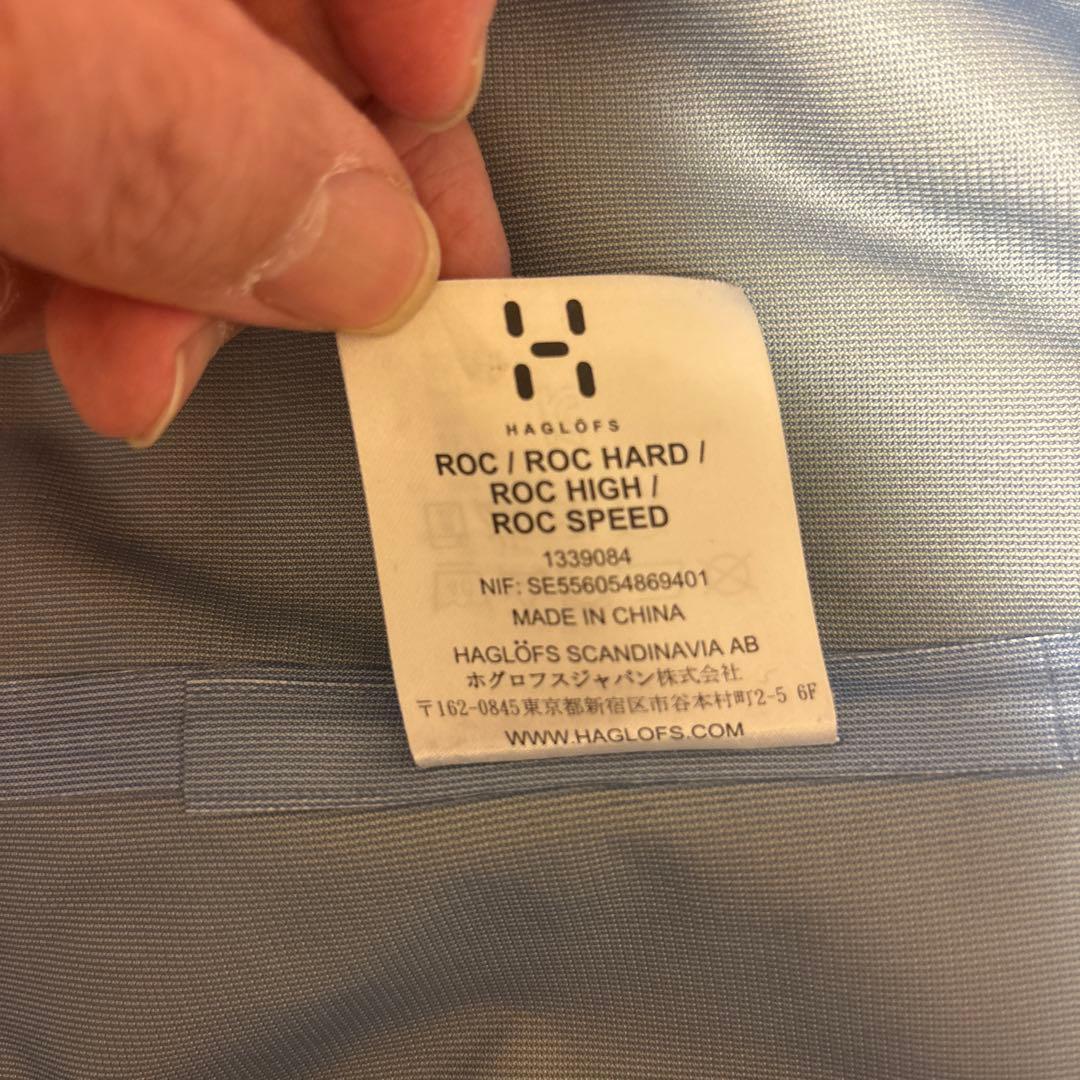 HAGLÖFS
ROC / ROC HARD /
ROC HIGH /
ROC SPEED
1339084
NIF: SE556054869401
MADE IN CHINA
HAGLÖFS SCANDINAVIA AB
ホグロフスジャパン株式会社
〒162-0845東京都新宿区市谷本村町2-5 6F
WWW.HAGLOFS.COM